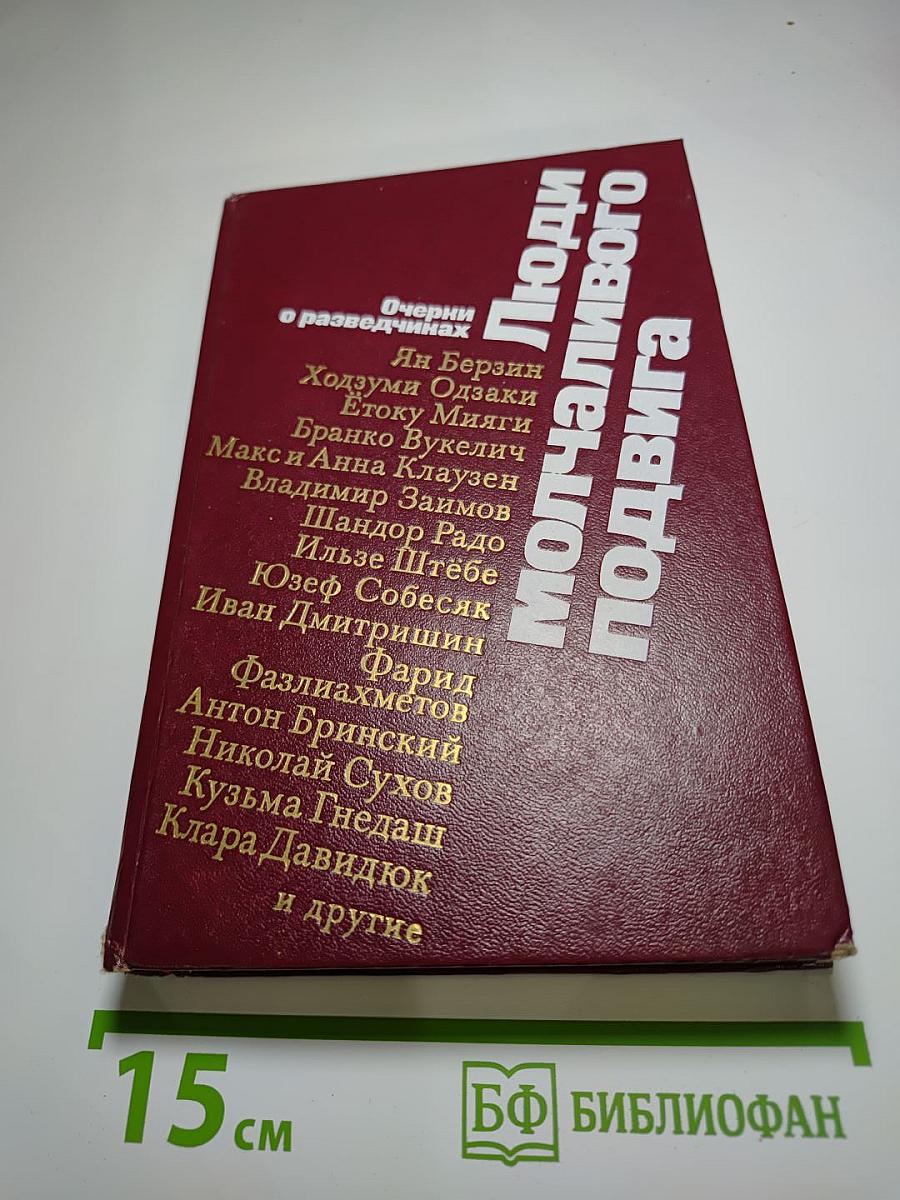 Люди
молчаливого
подвига
Очерки
о разведчиках
Ян Берзин
Ходзуми Одзаки
Ётоку Мияги
Бранко Вукелич
Макс и Анна Клаузен
Владимир Заимов
Шандор Радо
Ильзе Штёбе
Юзеф Собесяк
Иван Дмитришин
Фарид
Фазлиахметов
Антон Бринский
Николай Сухов
Кузьма Гнедаш
Клара Давидюк
и другие
15 см
БФ БИБЛИОФАН